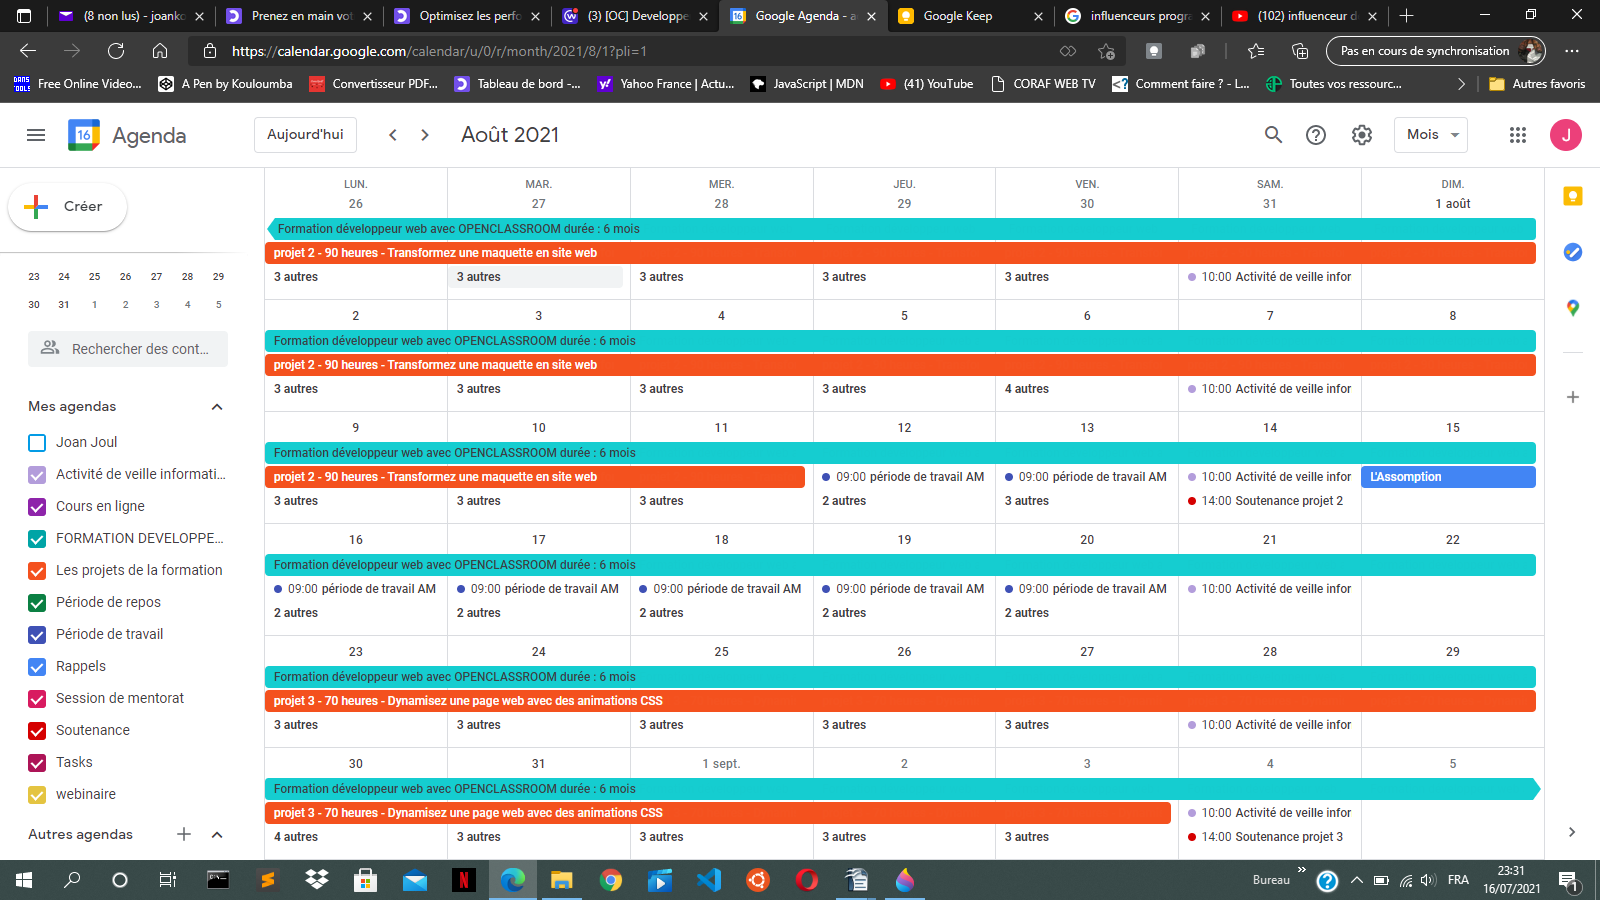 (8 non lus) - joanko
Prenez en main vot
Optimisez les perfo
(3) [OC] Developpe
Google Agenda - a
Google Keep
influenceurs progra
(102) influenceur d
https://calendar.google.com/calendar/u/0/r/month/2021/8/1?pli=1
Pas en cours de synchronisation
Free Online Video...
A Pen by Kouloumba
Convertisseur PDF...
Tableau de bord -...
Yahoo France | Actu...
JavaScript | MDN
(41) YouTube
CORAF WEB TV
Comment faire ? - L...
Toutes vos ressourc...
Autres favoris
16 Agenda
Aujourd'hui
Août 2021
Mois
J
Créer
23 24 25 26 27 28 29
30 31 1 2 3 4 5
Rechercher des cont...
Mes agendas
Joan Joul
Activité de veille informati...
Cours en ligne
FORMATION DEVELOPPE...
Les projets de la formation
Période de repos
Période de travail
Rappels
Session de mentorat
Soutenance
Tasks
webinaire
Autres agendas
LUN. MAR. MER. JEU. VEN. SAM. DIM.
26 27 28 29 30 31 1 août
Formation développeur web avec OPENCLASSROOM durée : 6 mois
projet 2 - 90 heures - Transformez une maquette en site web
3 autres 3 autres 3 autres 3 autres 3 autres 10:00 Activité de veille infor
2 3 4 5 6 7 8
Formation développeur web avec OPENCLASSROOM durée : 6 mois
projet 2 - 90 heures - Transformez une maquette en site web
3 autres 3 autres 3 autres 3 autres 4 autres 10:00 Activité de veille infor
9 10 11 12 13 14 15
Formation développeur web avec OPENCLASSROOM durée : 6 mois
projet 2 - 90 heures - Transformez une maquette en site web 09:00 période de travail AM 09:00 période de travail AM 10:00 Activité de veille infor L'Assomption
3 autres 3 autres 3 autres 2 autres 3 autres 14:00 Soutenance projet 2
16 17 18 19 20 21 22
Formation développeur web avec OPENCLASSROOM durée : 6 mois
09:00 période de travail AM 09:00 période de travail AM 09:00 période de travail AM 09:00 période de travail AM 09:00 période de travail AM 10:00 Activité de veille infor
2 autres 2 autres 2 autres 2 autres 2 autres
23 24 25 26 27 28 29
Formation développeur web avec OPENCLASSROOM durée : 6 mois
projet 3 - 70 heures - Dynamisez une page web avec des animations CSS
3 autres 3 autres 3 autres 3 autres 3 autres 10:00 Activité de veille infor
30 31 1 sept. 2 3 4 5
Formation développeur web avec OPENCLASSROOM durée : 6 mois
projet 3 - 70 heures - Dynamisez une page web avec des animations CSS 10:00 Activité de veille infor
4 autres 3 autres 3 autres 3 autres 3 autres 14:00 Soutenance projet 3
Bureau
FRA
23:31
16/07/2021
1